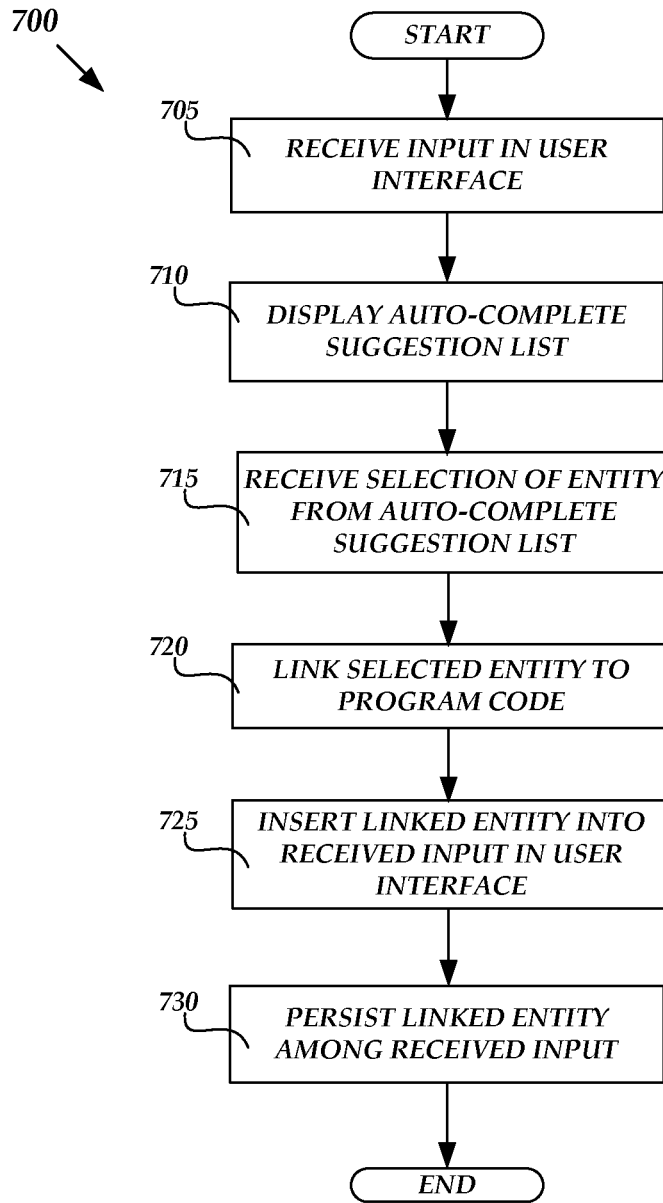 700
START
705
RECEIVE INPUT IN USER
INTERFACE
710
DISPLAY AUTO-COMPLETE
SUGGESTION LIST
715
RECEIVE SELECTION OF ENTITY
FROM AUTO-COMPLETE
SUGGESTION LIST
720
LINK SELECTED ENTITY TO
PROGRAM CODE
725
INSERT LINKED ENTITY INTO
RECEIVED INPUT IN USER
INTERFACE
730
PERSIST LINKED ENTITY
AMONG RECEIVED INPUT
END